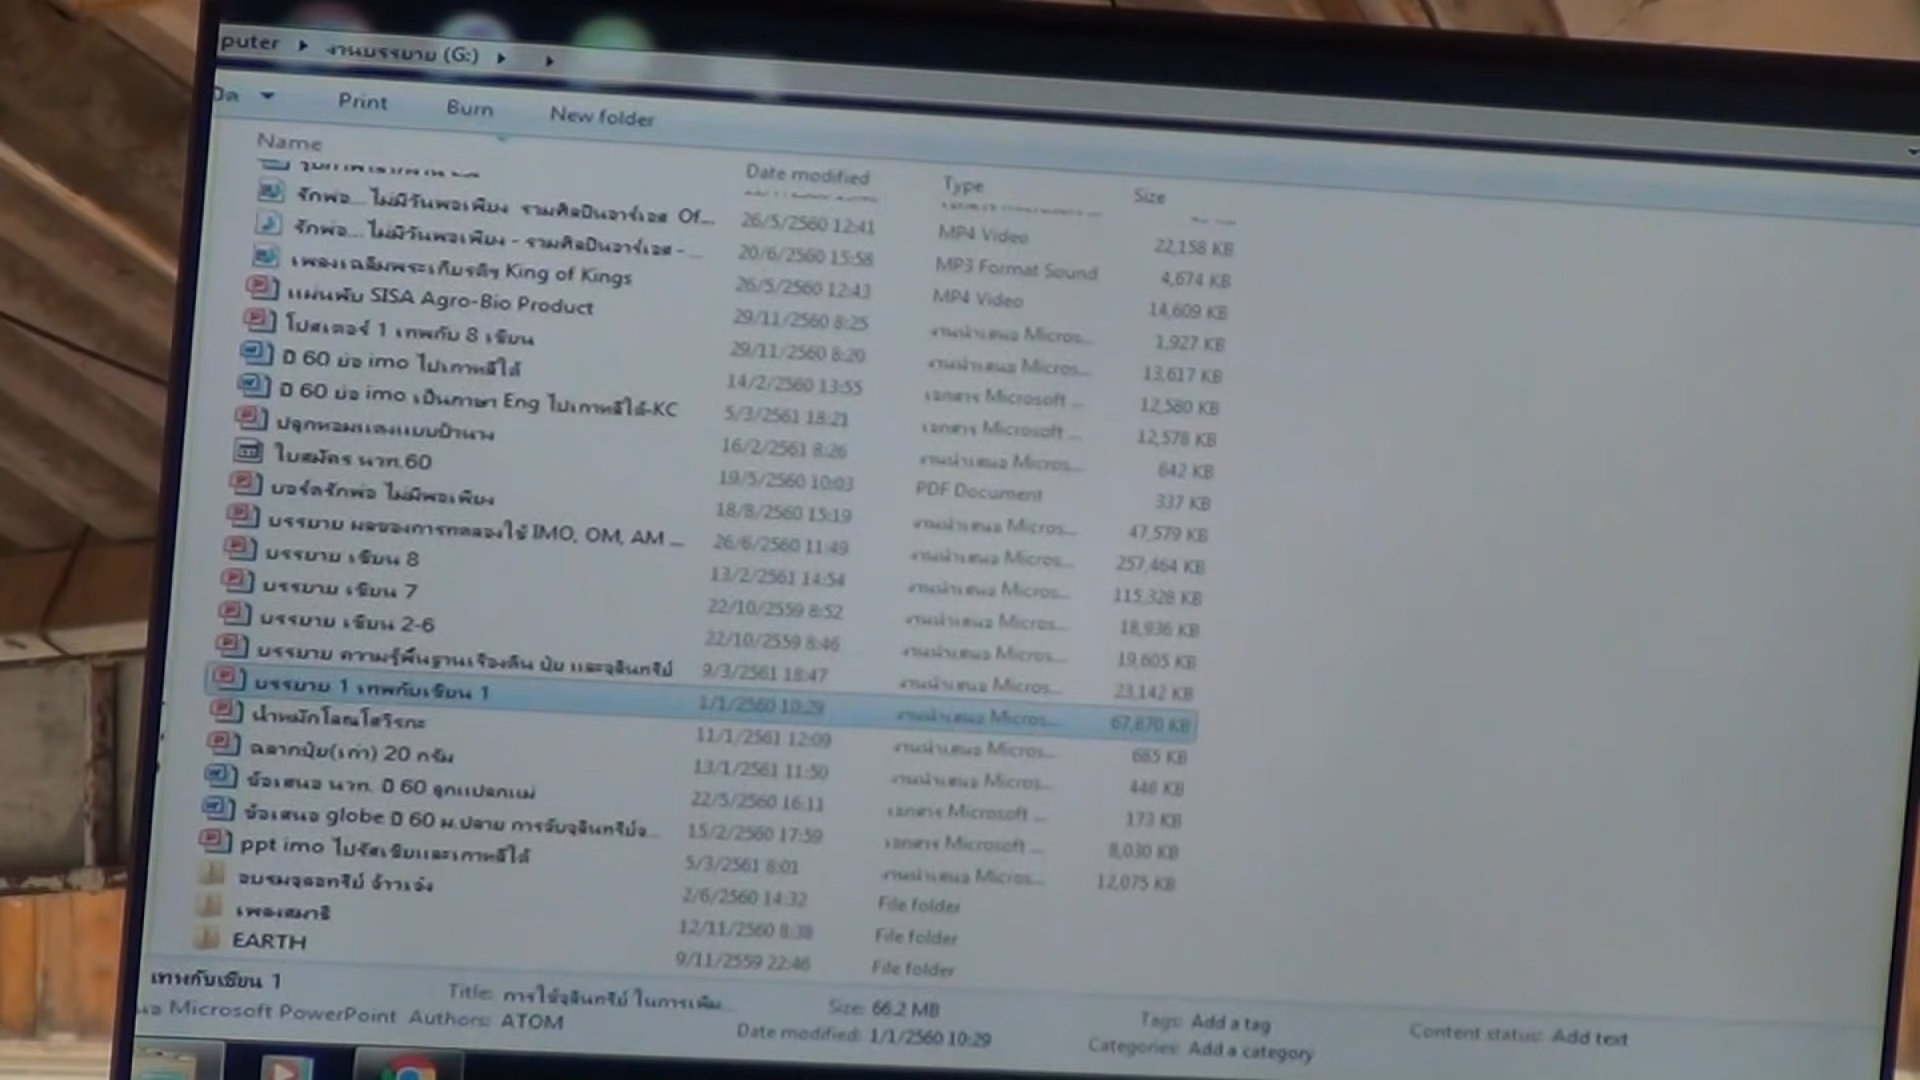 puter ▸ งานบรรยาย (G:) ▸ ▸
Print Burn New folder
Name Date modified Type Size
รักพ่อ... ไม่มีวันพอเพียง รวมศิลปินอาร์เอส Of... 26/5/2560 12:41 MP4 Video 22,158 KB
รักพ่อ... ไม่มีวันพอเพียง - รวมศิลปินอาร์เอส - ... 20/6/2560 15:58 MP3 Format Sound 4,674 KB
เพลงเฉลิมพระเกียรติฯ King of Kings 26/5/2560 12:43 MP4 Video 14,609 KB
แผ่นพับ SISA Agro-Bio Product 29/11/2560 8:25 งานนำเสนอ Micros... 1,927 KB
โปสเตอร์ 1 เทพกับ 8 เซียน 29/11/2560 8:20 งานนำเสนอ Micros... 13,617 KB
ปี 60 ย่อ imo ไปเกาหลีใต้ 14/2/2560 13:55 เอกสาร Microsoft ... 12,580 KB
ปี 60 ย่อ imo เป็นภาษา Eng ไปเกาหลีใต้-KC 5/3/2561 18:21 เอกสาร Microsoft ... 12,578 KB
ปลูกหอมแดงแบบป้านาง 16/2/2561 8:26 งานนำเสนอ Micros... 842 KB
ใบสมัคร นวท.60 19/5/2560 10:03 PDF Document 337 KB
บอร์ดรักพ่อ ไม่มีพอเพียง 18/8/2560 15:19 งานนำเสนอ Micros... 47,579 KB
บรรยาย ผลของการทดลองใช้ IMO, OM, AM ... 26/6/2560 11:49 งานนำเสนอ Micros... 257,464 KB
บรรยาย เซียน 8 13/2/2561 14:54 งานนำเสนอ Micros... 115,328 KB
บรรยาย เซียน 7 22/10/2559 8:52 งานนำเสนอ Micros... 18,936 KB
บรรยาย เซียน 2-6 22/10/2559 8:46 งานนำเสนอ Micros... 19,605 KB
บรรยาย ความรู้พื้นฐานเรื่องดิน ปุ๋ย และจุลินทรีย์ 9/3/2561 18:47 งานนำเสนอ Micros... 23,142 KB
บรรยาย 1 เทพกับเซียน 1 1/1/2560 10:29 งานนำเสนอ Micros... 67,870 KB
น้ำหมักโลณโสวิรกะ 11/1/2561 12:09 งานนำเสนอ Micros... 685 KB
ฉลากปุ๋ย(เก่า) 20 กรัม 13/1/2561 11:50 งานนำเสนอ Micros... 446 KB
ข้อเสนอ นวท. ปี 60 ลูกแปลกแม่ 22/5/2560 16:11 เอกสาร Microsoft ... 173 KB
ข้อเสนอ globe ปี 60 ม.ปลาย การจับจุลินทรีย์จ... 15/2/2560 17:59 เอกสาร Microsoft ... 8,030 KB
ppt imo ไปรัสเซียและเกาหลีใต้ 5/3/2561 8:01 งานนำเสนอ Micros... 12,075 KB
อบรมจุลอทรีย์ จ้าวเจ๋ง 2/6/2560 14:32 File folder
เพลงสมาธิ 12/11/2560 8:38 File folder
EARTH 9/11/2559 22:46 File folder
เทพกับเซียน 1 Title: การใช้จุลินทรีย์ ในการเพิ่ม... Size: 66.2 MB Tags: Add a tag Content status: Add text
Microsoft PowerPoint Authors: ATOM Date modified: 1/1/2560 10:29 Categories: Add a category